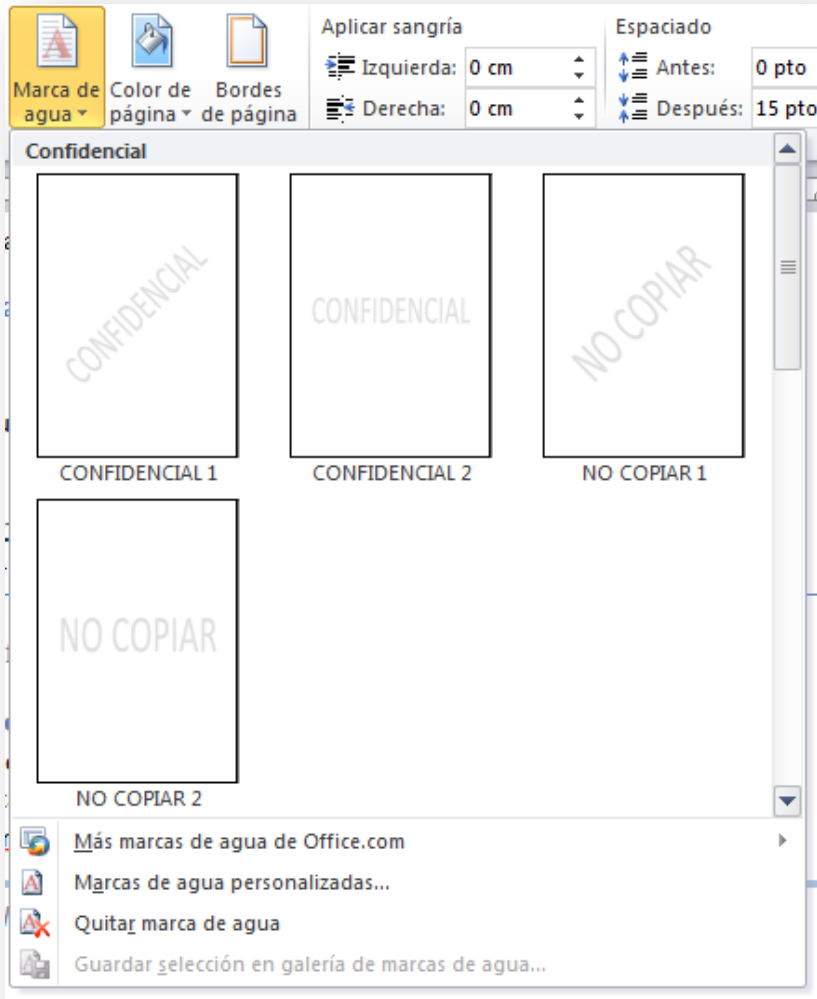 Aplicar sangría
Espaciado
Marca de agua
Color de página
Bordes de página
Izquierda: 0 cm
Antes: 0 pto
Derecha: 0 cm
Después: 15 pto
Confidencial
CONFIDENCIAL
CONFIDENCIAL
NO COPIAR
CONFIDENCIAL 1
CONFIDENCIAL 2
NO COPIAR 1
NO COPIAR
NO COPIAR 2
Más marcas de agua de Office.com
Marcas de agua personalizadas...
Quitar marca de agua
Guardar selección en galería de marcas de agua...